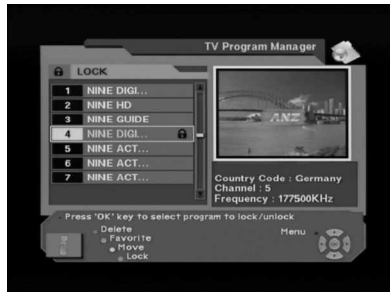 TV Program Manager
LOCK
1 NINE DIGI...
2 NINE HD
3 NINE GUIDE
4 NINE DIGI...
5 NINE ACT...
6 NINE ACT...
7 NINE ACT...
ANZ
Country Code : Germany
Channel : 5
Frequency : 177500KHz
Press 'OK' key to select program to lock/unlock
Delete
Favorite
Move
Lock
Menu